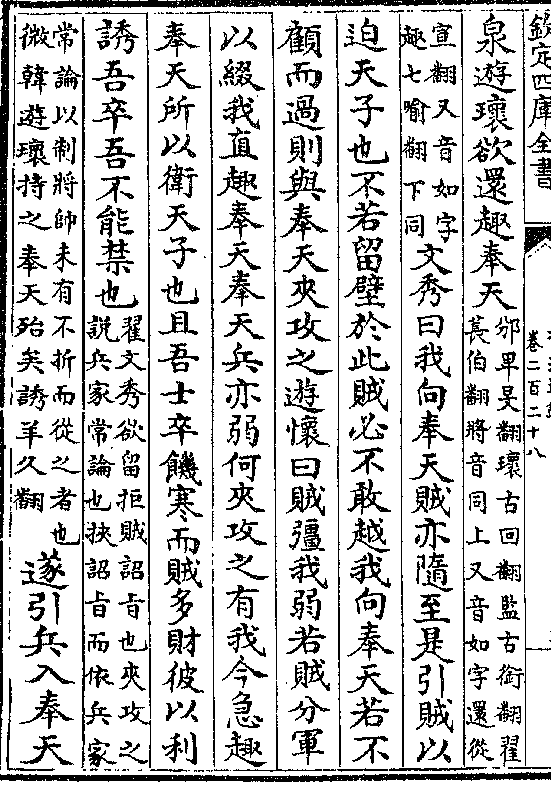 欽定四庫全書
卷二百二十八
泉遊瓌欲還趣奉天
邠卑旻翻瓌古回翻監古銜翻翟
萇伯翻將音同上又音如字還從
宣翻又音如字
趣七喻翻下同
文秀曰我向奉天賊亦隨至是引賊以
迫天子也不若留壁於此賊必不敢越我向奉天若不
顧而過則與奉天夾攻之遊懷曰賊彊我弱若賊分軍
以綴我直趣奉天奉天兵亦弱何夾攻之有我今急趣
奉天所以衛天子也且吾士卒饑寒而賊多財彼以利
誘吾卒吾不能禁也
翟文秀欲留拒賊詔旨也夾攻之
說兵家常論也挾詔旨而依兵家
常論以制將帥未有不折而從之者也
微韓遊瓌持之奉天殆矣誘羊久翻
遂引兵入奉天